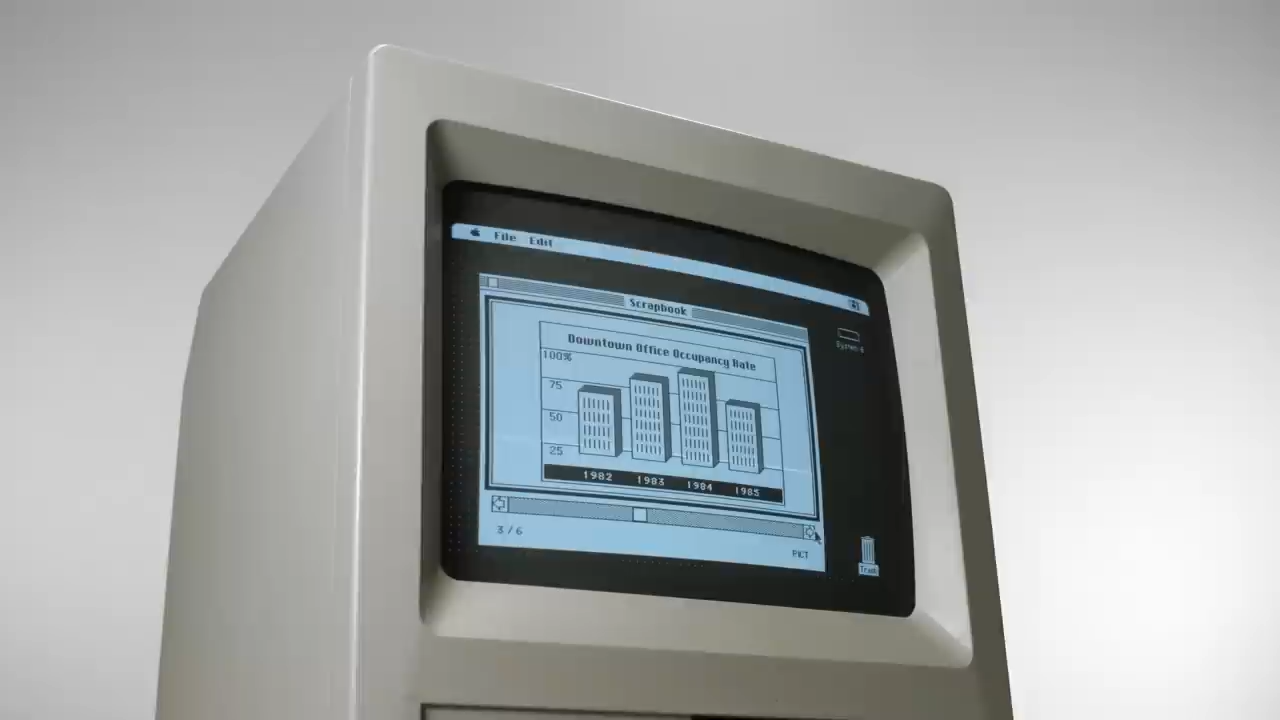 File Edit
Scrapbook
Downtown Office Occupancy Rate
100%
75
50
25
1982 1983 1984 1985
3 / 6
PICT
Trash